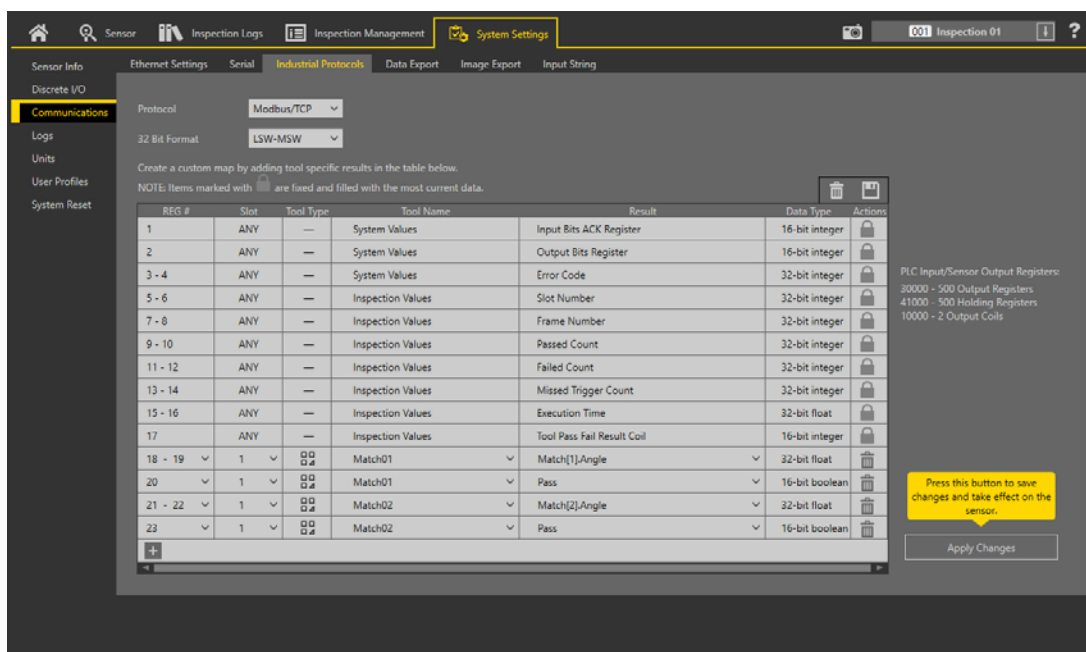 Sensor Inspection Logs Inspection Management System Settings 001 Inspection 01 ?
Sensor Info
Discrete I/O
Communications
Logs
Units
User Profiles
System Reset
Ethernet Settings Serial Industrial Protocols Data Export Image Export Input String
Protocol Modbus/TCP
32 Bit Format LSW-MSW
Create a custom map by adding tool specific results in the table below.
NOTE: Items marked with are fixed and filled with the most current data.
REG # Slot Tool Type Tool Name Result Data Type Actions
1 ANY — System Values Input Bits ACK Register 16-bit integer
2 ANY — System Values Output Bits Register 16-bit integer
3 - 4 ANY — System Values Error Code 32-bit integer
5 - 6 ANY — Inspection Values Slot Number 32-bit integer
7 - 8 ANY — Inspection Values Frame Number 32-bit integer
9 - 10 ANY — Inspection Values Passed Count 32-bit integer
11 - 12 ANY — Inspection Values Failed Count 32-bit integer
13 - 14 ANY — Inspection Values Missed Trigger Count 32-bit integer
15 - 16 ANY — Inspection Values Execution Time 32-bit float
17 ANY — Inspection Values Tool Pass Fail Result Coil 16-bit integer
18 - 19 1 Match01 Match[1].Angle 32-bit float
20 1 Match01 Pass 16-bit boolean
21 - 22 1 Match02 Match[2].Angle 32-bit float
23 1 Match02 Pass 16-bit boolean
+
PLC Input/Sensor Output Registers:
30000 - 500 Output Registers
41000 - 500 Holding Registers
10000 - 2 Output Coils
Press this button to save
changes and take effect on the
sensor.
Apply Changes